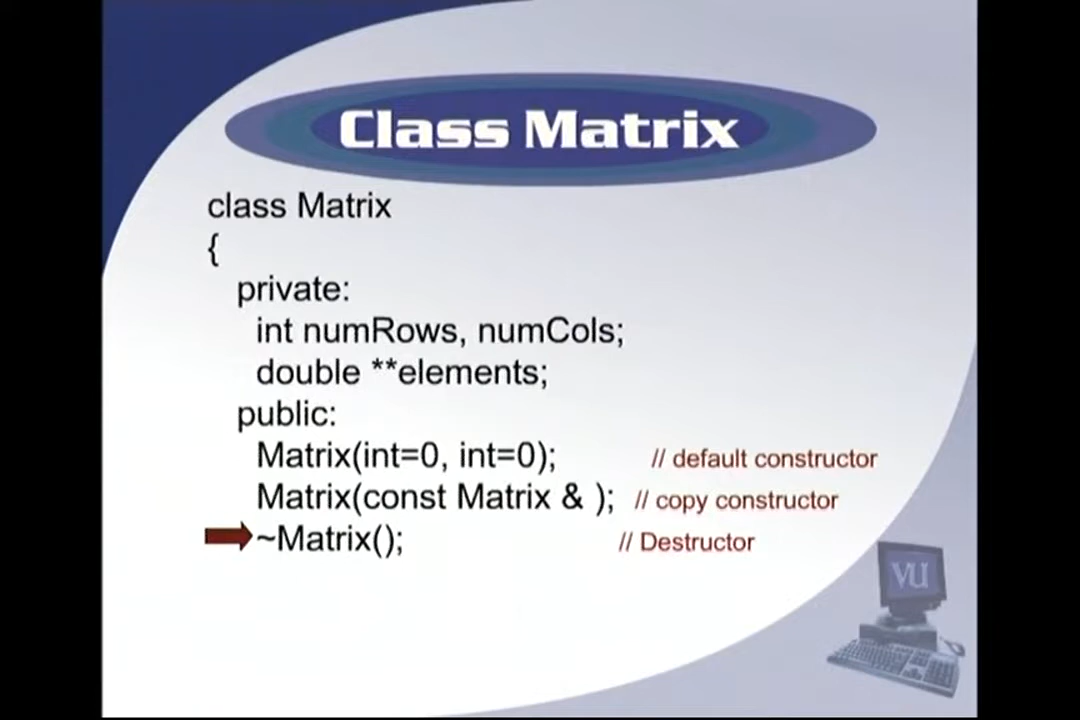 Class Matrix
class Matrix
{
private:
int numRows, numCols;
double **elements;
public:
Matrix(int=0, int=0); // default constructor
Matrix(const Matrix & ); // copy constructor
~Matrix(); // Destructor
VU